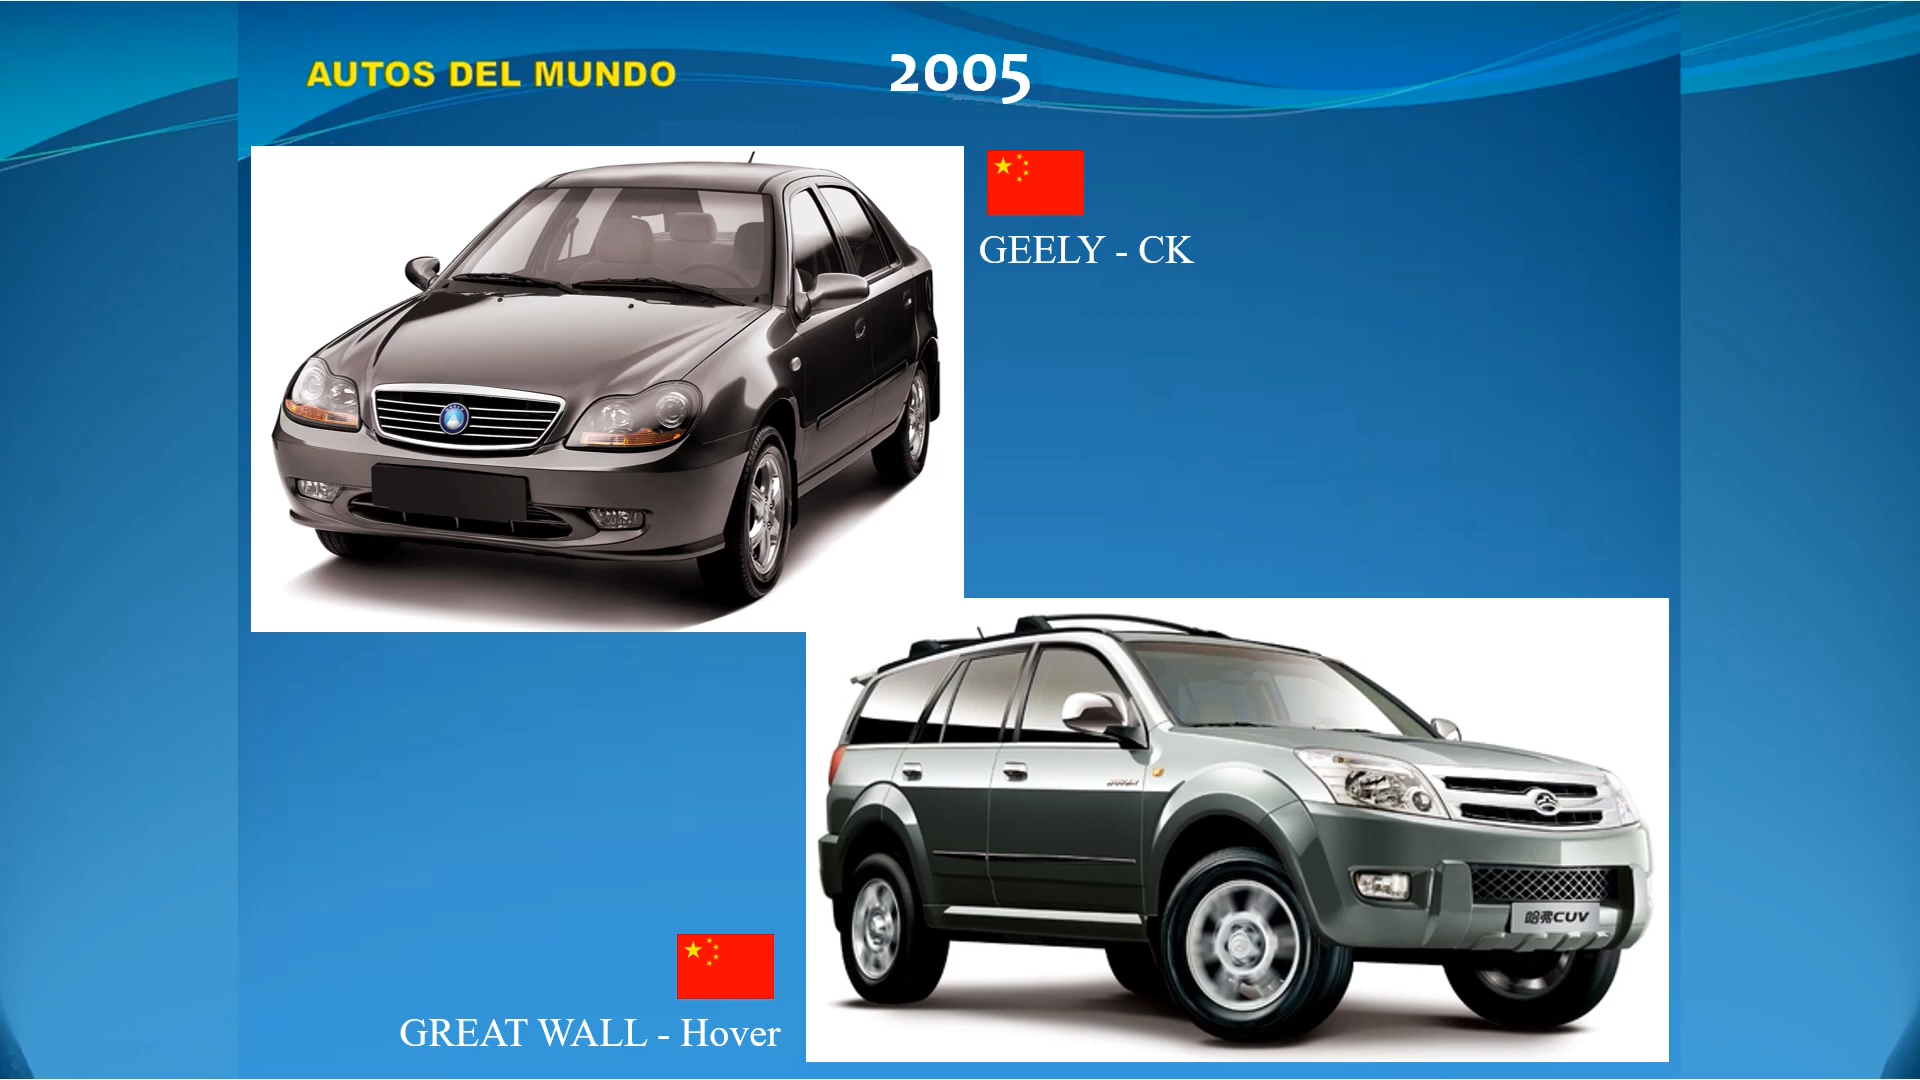 AUTOS DEL MUNDO
2005
GEELY - CK
哈弗CUV
GREAT WALL - Hover